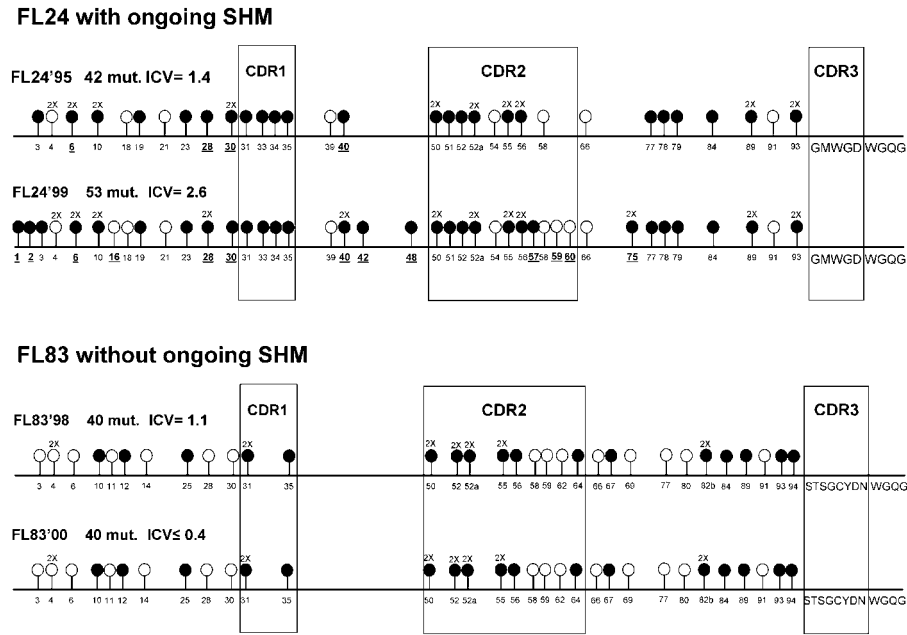 FL24 with ongoing SHM
CDR1 CDR2 CDR3
FL24'95 42 mut. ICV= 1.4
2X 2X 2X 2X 2X 2X 2X 2X 2X 2X
3 4 6 10 18 19 21 23 28 30 31 33 34 35 39 40 50 51 52 52a 54 55 56 58 66 77 78 79 84 89 91 93 GMWGD WGQG
FL24'99 53 mut. ICV= 2.6
2X 2X 2X 2X 2X 2X 2X 2X 2X 2X 2X 2X
1 2 3 4 6 10 16 18 19 21 23 28 30 31 33 34 35 39 40 42 48 50 51 52 52a 54 55 56 57 58 59 60 66 75 77 78 79 84 89 91 93 GMWGD WGQG
FL83 without ongoing SHM
CDR1 CDR2 CDR3
FL83'98 40 mut. ICV= 1.1
2X 2X 2X 2X 2X 2X 2X
3 4 6 10 11 12 14 25 28 30 31 35 50 52 52a 55 56 58 59 62 64 66 67 69 77 80 82b 84 89 91 93 94 STSGCYDN WGQG
FL83'00 40 mut. ICV≤ 0.4
2X 2X 2X 2X 2X 2X 2X
3 4 6 10 11 12 14 25 28 30 31 35 50 52 52a 55 56 58 59 62 64 66 67 69 77 80 82b 84 89 91 93 94 STSGCYDN WGQG